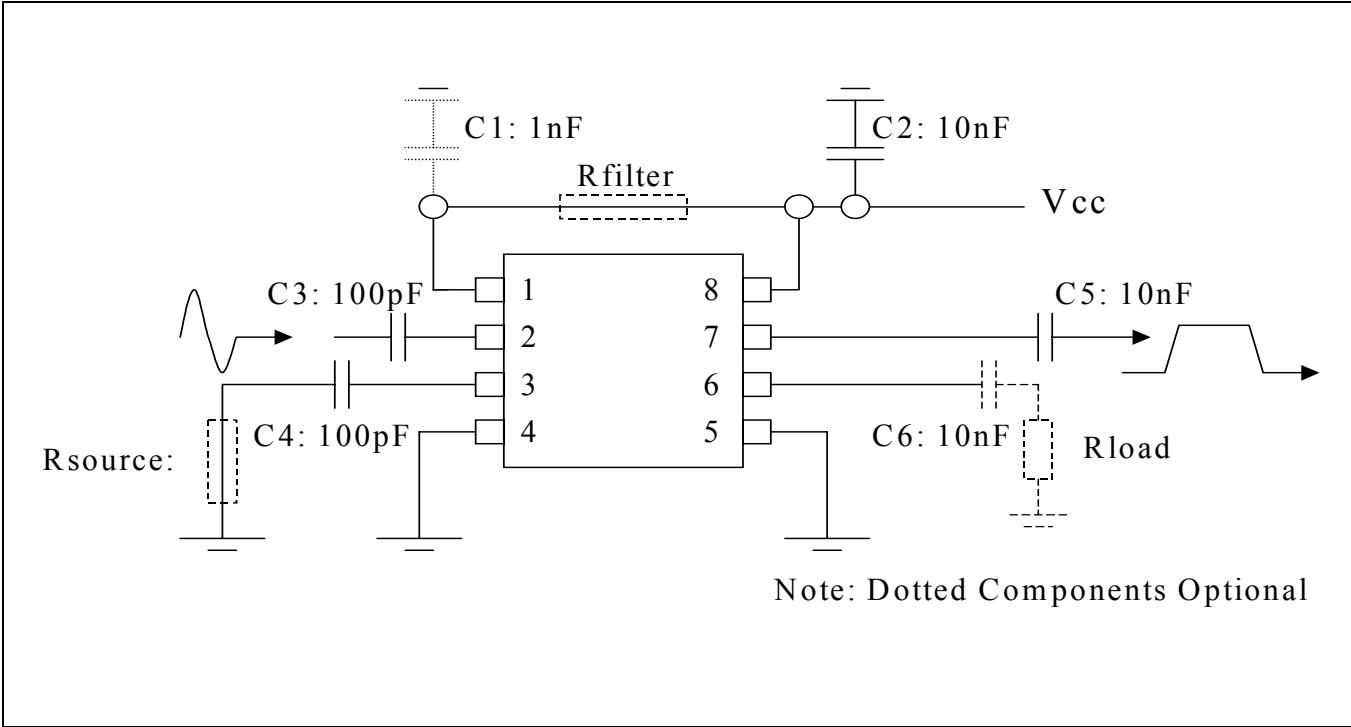 C1: 1nF
C2: 10nF
Rfilter
Vcc
C3: 100pF
1
8
C5: 10nF
2
7
3
6
C4: 100pF
4
5
C6: 10nF
Rsource:
Rload
Note: Dotted Components Optional